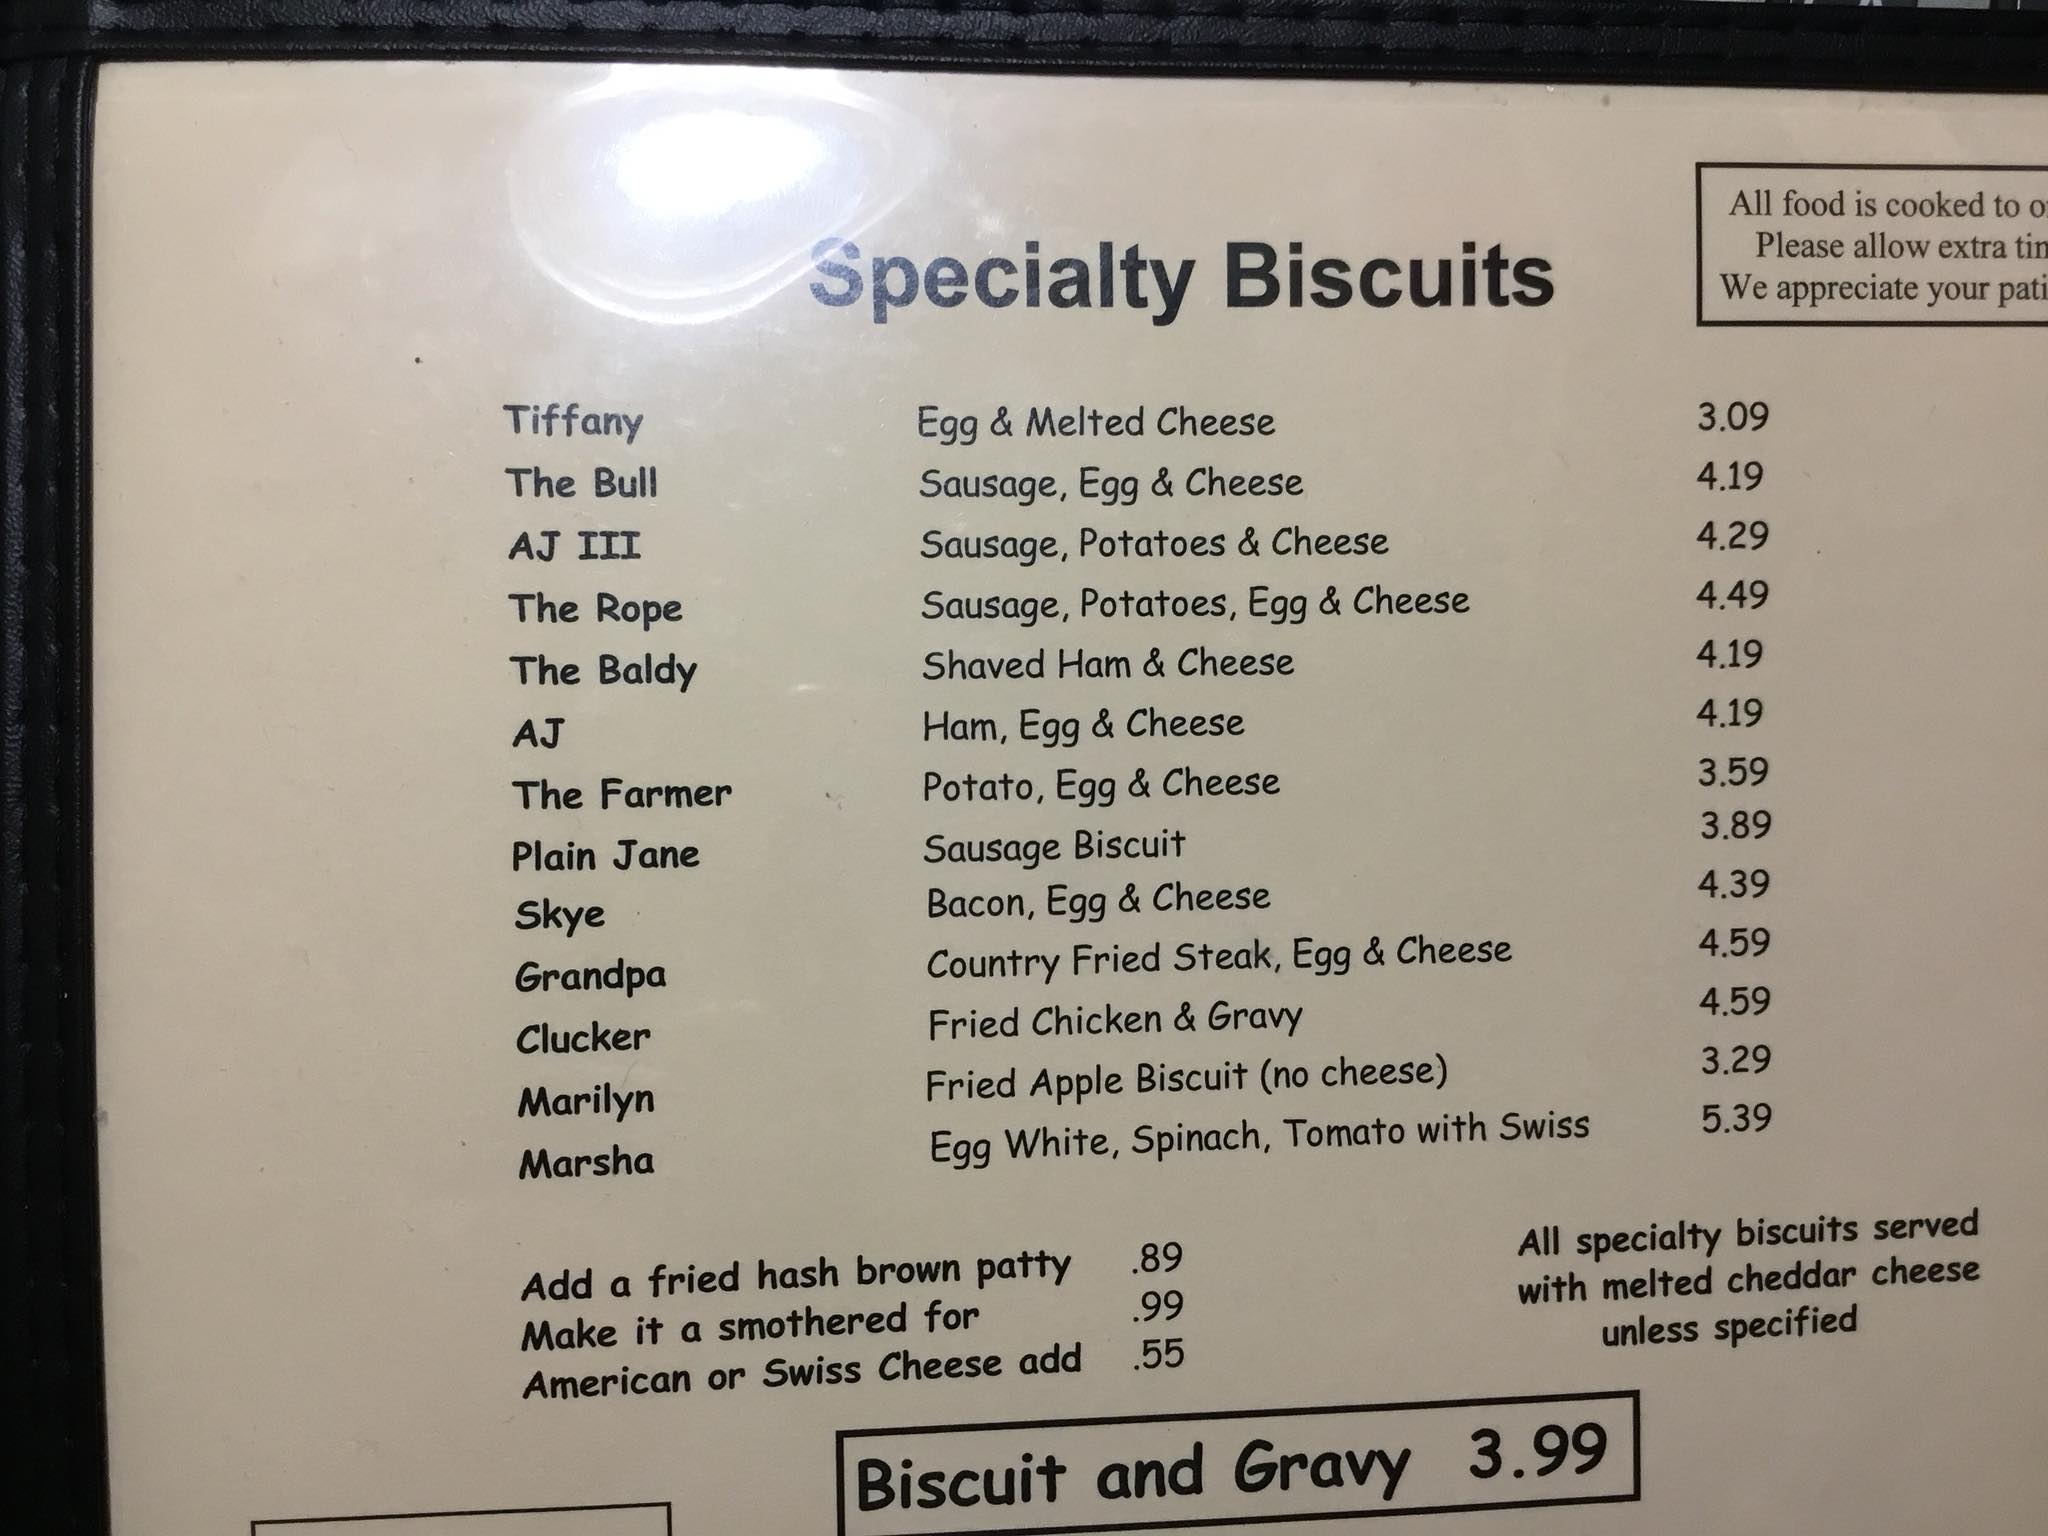 Specialty Biscuits
All food is cooked to
Please allow extra
We appreciate your
Tiffany Egg & Melted Cheese 3.09
The Bull Sausage, Egg & Cheese 4.19
AJ III Sausage, Potatoes & Cheese 4.29
The Rope Sausage, Potatoes, Egg & Cheese 4.49
The Baldy Shaved Ham & Cheese 4.19
AJ Ham, Egg & Cheese 4.19
The Farmer Potato, Egg & Cheese 3.59
Plain Jane Sausage Biscuit 3.89
Skye Bacon, Egg & Cheese 4.39
Grandpa Country Fried Steak, Egg & Cheese 4.59
Clucker Fried Chicken & Gravy 4.59
Marilyn Fried Apple Biscuit (no cheese) 3.29
Marsha Egg White, Spinach, Tomato with Swiss 5.39
Add a fried hash brown patty .89
Make it a smothered for .99
American or Swiss Cheese add .55
All specialty biscuits served
with melted cheddar cheese
unless specified
Biscuit and Gravy 3.99